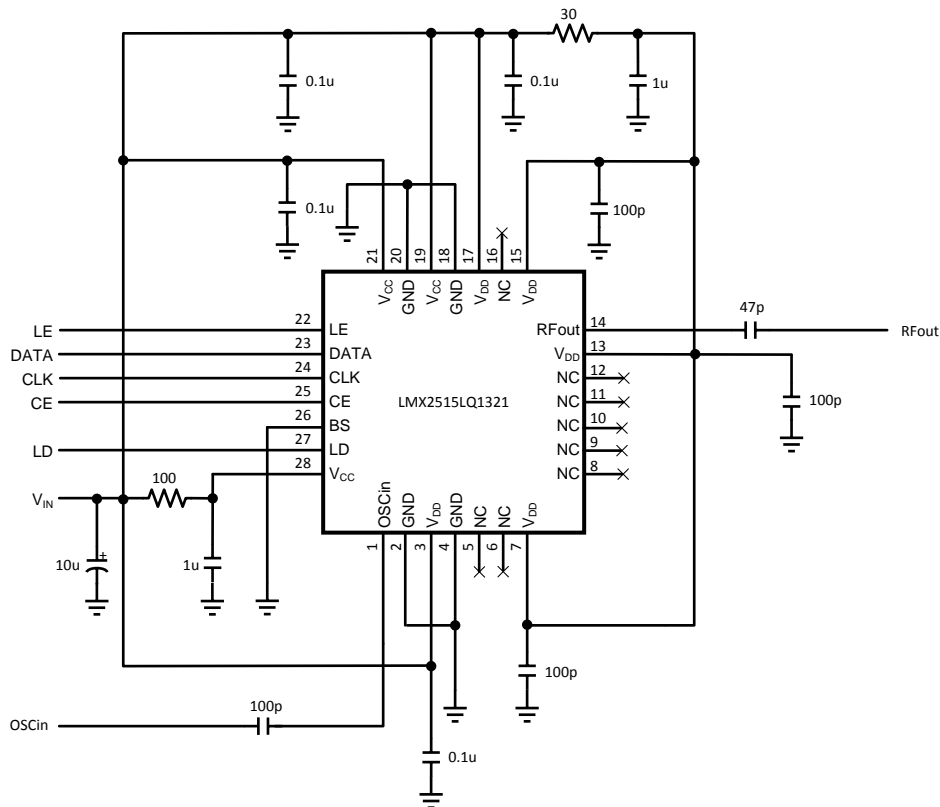 30
0.1u
0.1u
1u
0.1u
100p
21
20
19
18
17
16
15
VCC
GND
VCC
GND
VDD
NC
VDD
LE
22
LE
RFout
14
47p
RFout
DATA
23
DATA
VDD
13
CLK
24
CLK
NC
12
CE
25
CE
LMX2515LQ1321
NC
11
100p
26
BS
NC
10
LD
27
LD
NC
9
100
28
VCC
NC
8
VIN
OSCin
GND
VDD
GND
NC
NC
VDD
1
2
3
4
5
6
7
+
10u
1u
100p
100p
OSCin
0.1u